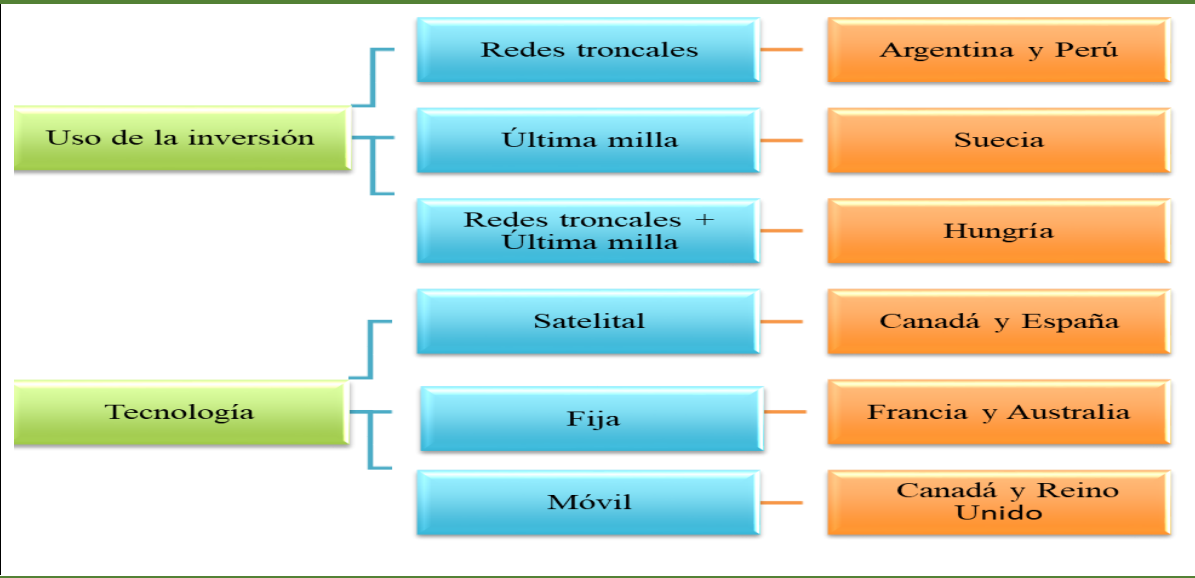 Uso de la inversión
Redes troncales
Argentina y Perú
Última milla
Suecia
Redes troncales +
Última milla
Hungría
Tecnología
Satelital
Canadá y España
Fija
Francia y Australia
Móvil
Canadá y Reino
Unido